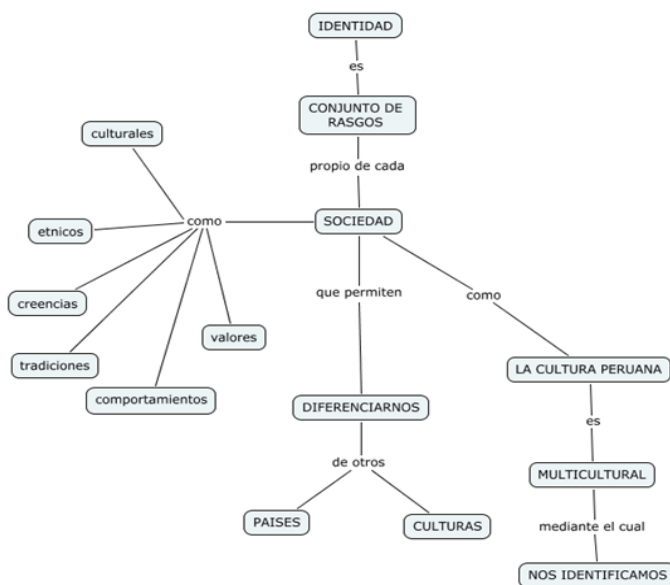 IDENTIDAD
es
CONJUNTO DE
RASGOS
propio de cada
SOCIEDAD
como
culturales
etnicos
creencias
tradiciones
comportamientos
valores
que permiten
DIFERENCIARNOS
de otros
PAISES
CULTURAS
como
LA CULTURA PERUANA
es
MULTICULTURAL
mediante el cual
NOS IDENTIFICAMOS